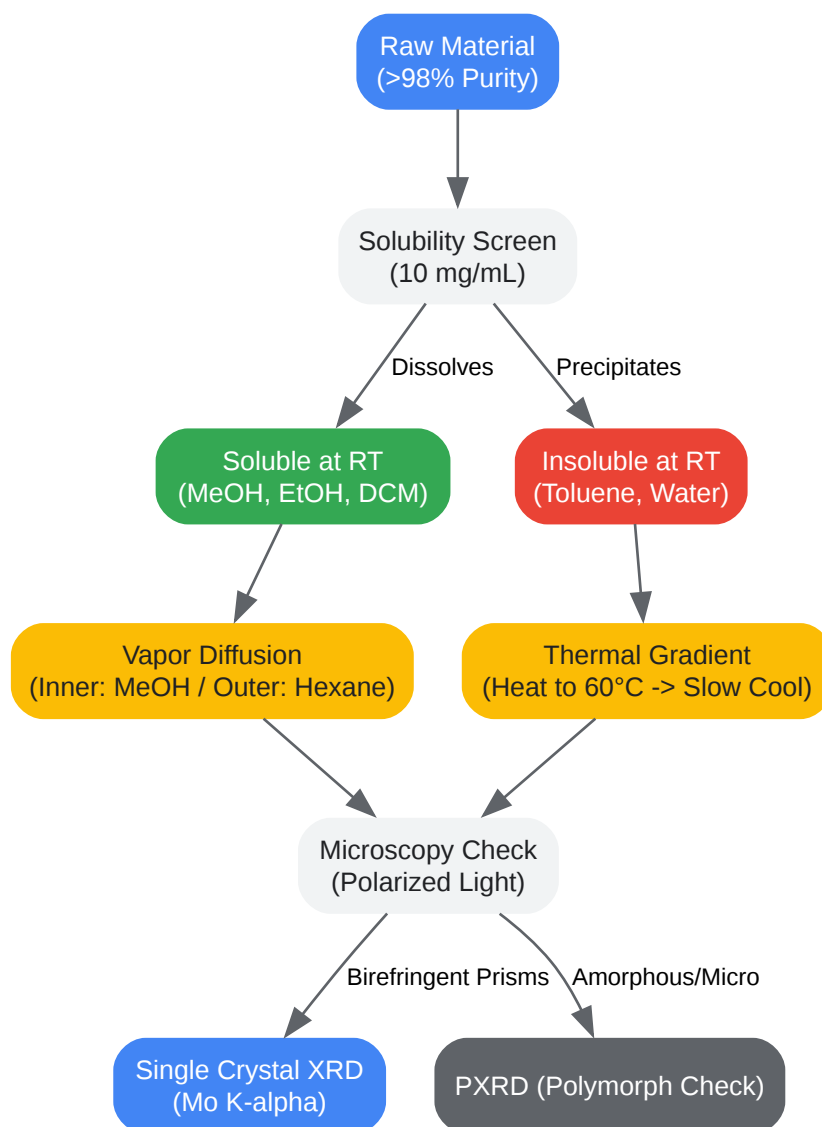 Raw Material
(>98% Purity)
Solubility Screen
(10 mg/mL)
Dissolves
Precipitates
Soluble at RT
(MeOH, EtOH, DCM)
Insoluble at RT
(Toluene, Water)
Vapor Diffusion
(Inner: MeOH / Outer: Hexane)
Thermal Gradient
(Heat to 60°C -> Slow Cool)
Microscopy Check
(Polarized Light)
Birefringent Prisms
Amorphous/Micro
Single Crystal XRD
(Mo K-alpha)
PXRD (Polymorph Check)